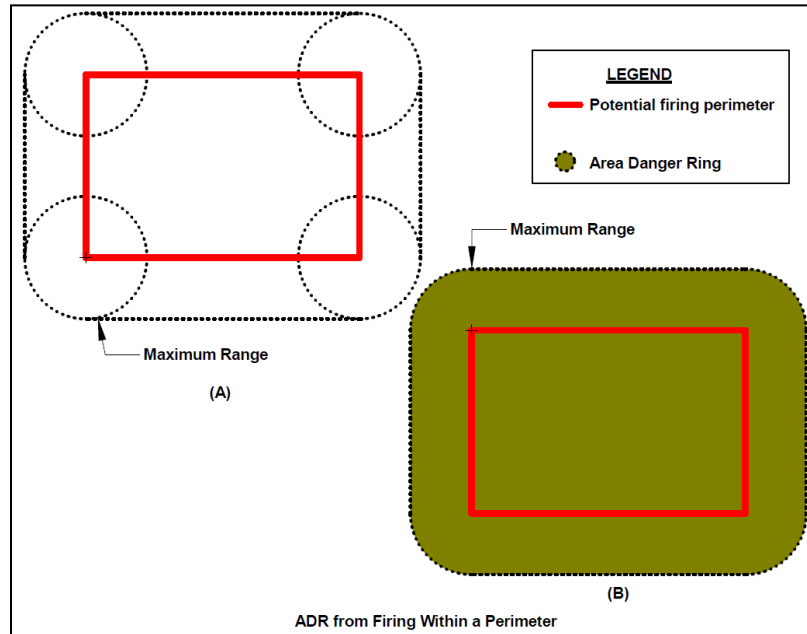 LEGEND
Potential firing perimeter
Area Danger Ring
Maximum Range
Maximum Range
(A)
(B)
ADR from Firing Within a Perimeter